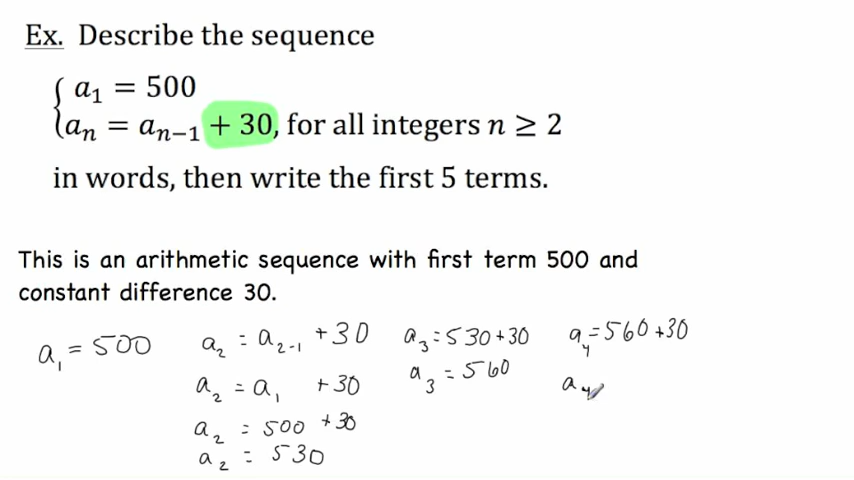 Ex. Describe the sequence
a₁ = 500
aₙ = aₙ₋₁ + 30, for all integers n ≥ 2
in words, then write the first 5 terms.
This is an arithmetic sequence with first term 500 and
constant difference 30.
a₁ = 500
a₂ = a₂₋₁ + 30
a₂ = a₁ + 30
a₂ = 500 + 30
a₂ = 530
a₃ = 530 + 30
a₃ = 560
a₄ = 560 + 30
a₄